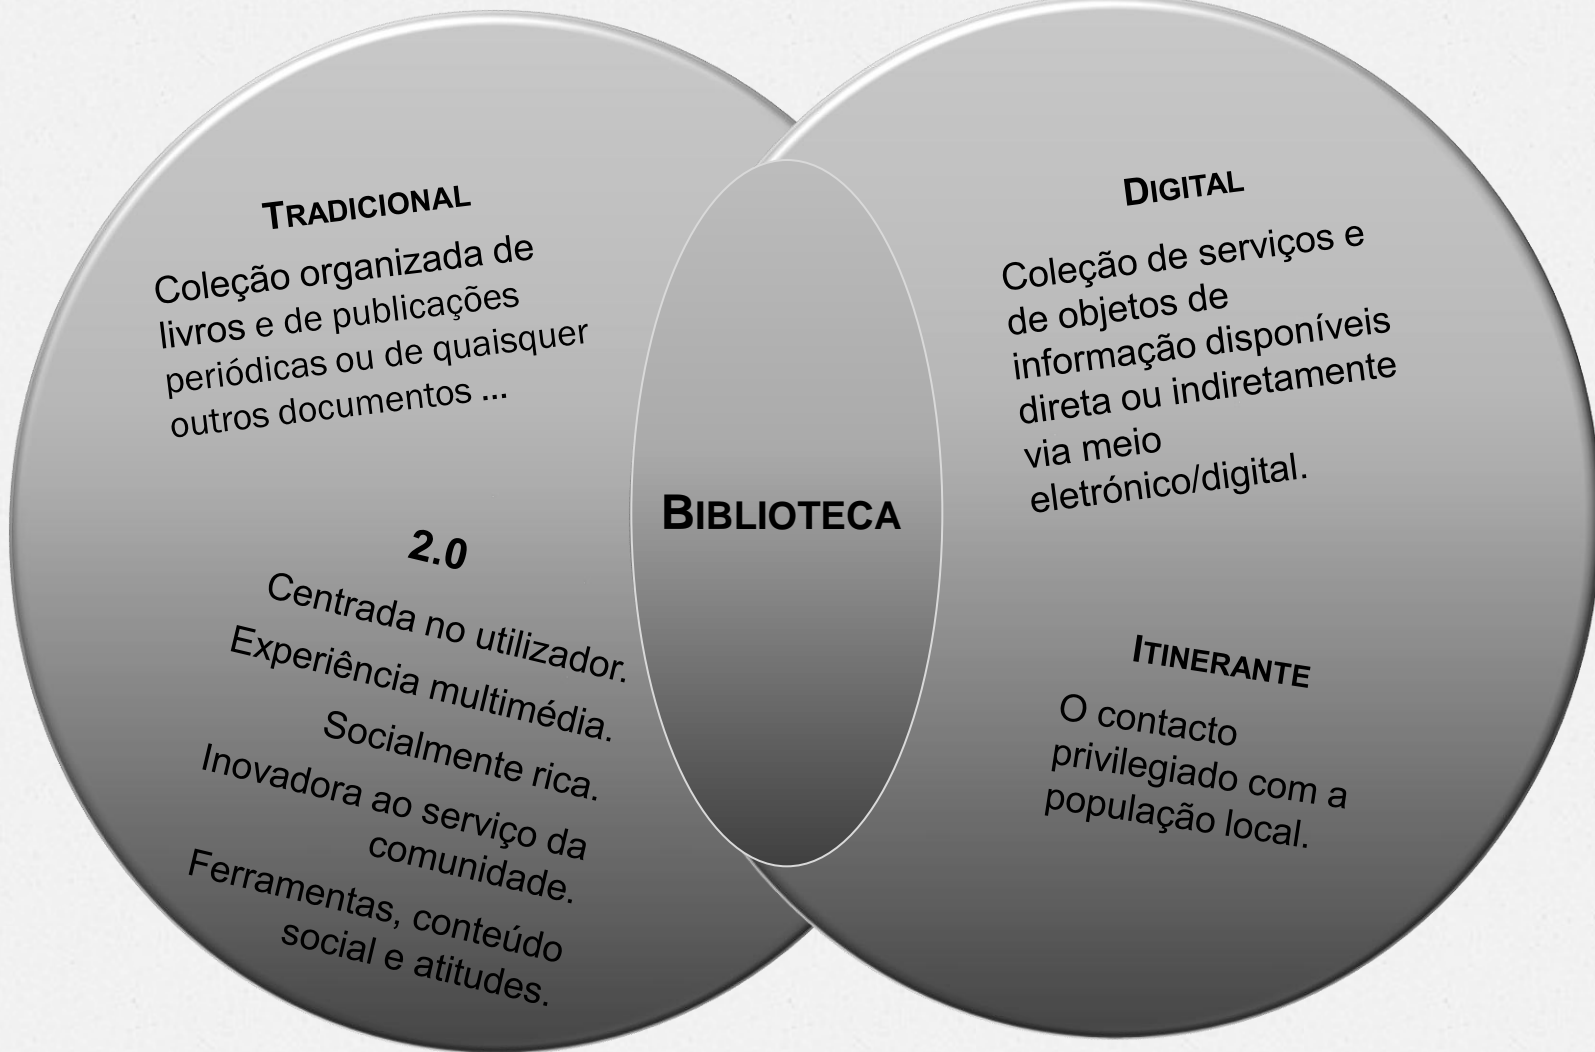 TRADICIONAL
Coleção organizada de
livros e de publicações
periódicas ou de quaisquer
outros documentos ...
2.0
Centrada no utilizador.
Experiência multimédia.
Socialmente rica.
Inovadora ao serviço da
comunidade.
Ferramentas, conteúdo
social e atitudes.
BIBLIOTECA
DIGITAL
Coleção de serviços e
de objetos de
informação disponíveis
direta ou indiretamente
via meio
eletrónico/digital.
ITINERANTE
O contacto
privilegiado com a
população local.